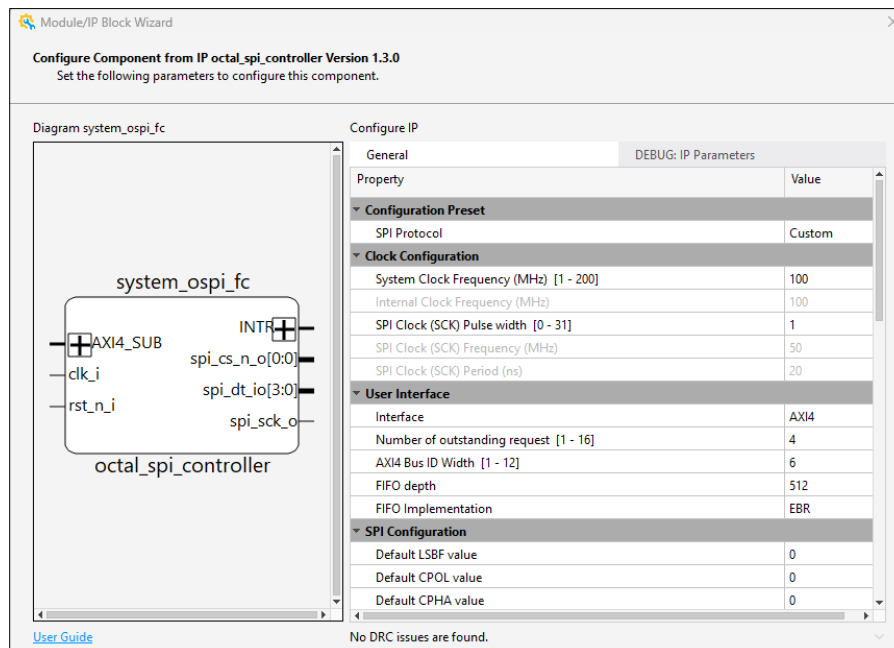 Module/IP Block Wizard
Configure Component from IP octal_spi_controller Version 1.3.0
Set the following parameters to configure this component.
Diagram system_ospi_fc
system_ospi_fc
INTR
AXI4_SUB
spi_cs_n_o[0:0]
clk_i
spi_dt_io[3:0]
rst_n_i
spi_sck_o
octal_spi_controller
User Guide
Configure IP
General DEBUG: IP Parameters
Property Value
Configuration Preset
SPI Protocol Custom
Clock Configuration
System Clock Frequency (MHz) [1 - 200] 100
Internal Clock Frequency (MHz) 100
SPI Clock (SCK) Pulse width [0 - 31] 1
SPI Clock (SCK) Frequency (MHz) 50
SPI Clock (SCK) Period (ns) 20
User Interface
Interface AXI4
Number of outstanding request [1 - 16] 4
AXI4 Bus ID Width [1 - 12] 6
FIFO depth 512
FIFO Implementation EBR
SPI Configuration
Default LSBF value 0
Default CPOL value 0
Default CPHA value 0
No DRC issues are found.